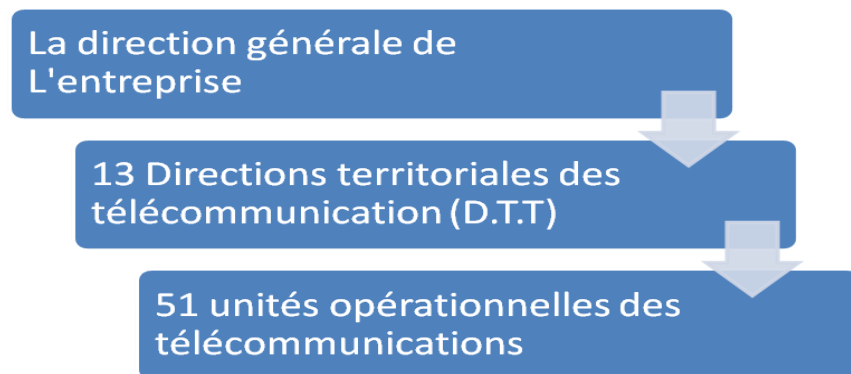 La direction générale de
L'entreprise
13 Directions territoriales des
télécommunication (D.T.T)
51 unités opérationnelles des
télécommunications